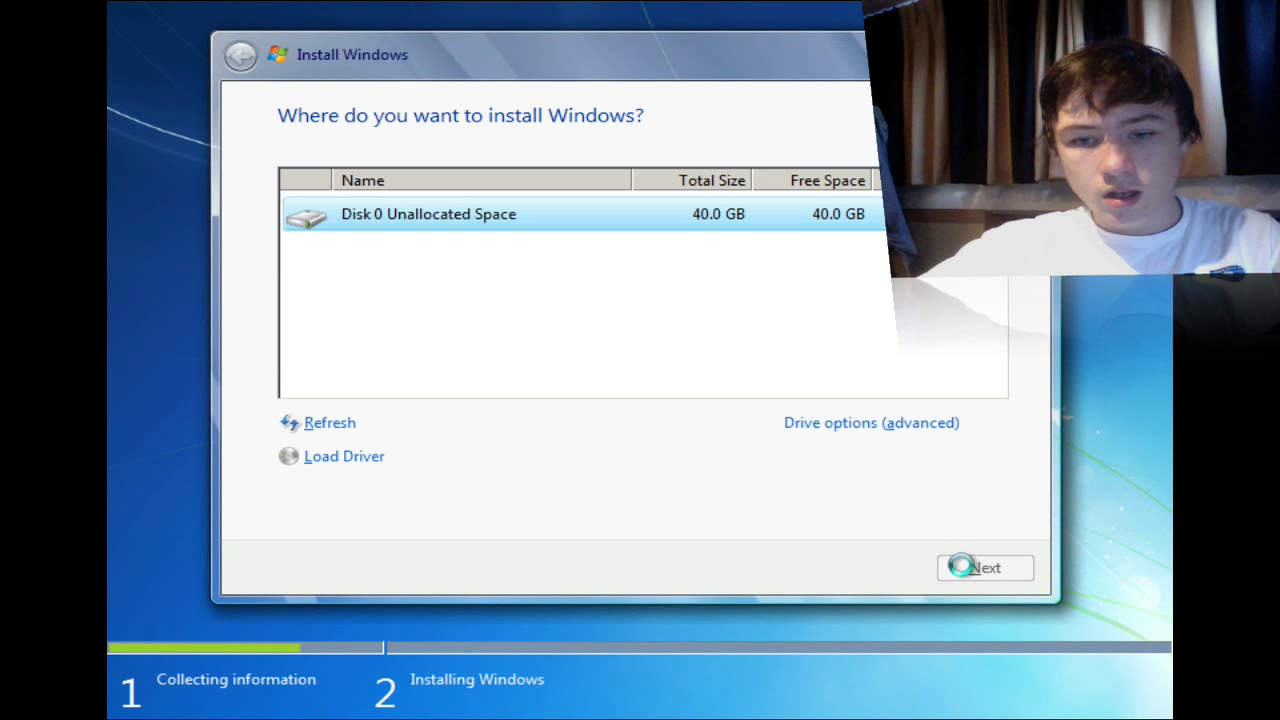 Install Windows
Where do you want to install Windows?
Name Total Size Free Space
Disk 0 Unallocated Space 40.0 GB 40.0 GB
Refresh Drive options (advanced)
Load Driver
Next
1 Collecting information 2 Installing Windows